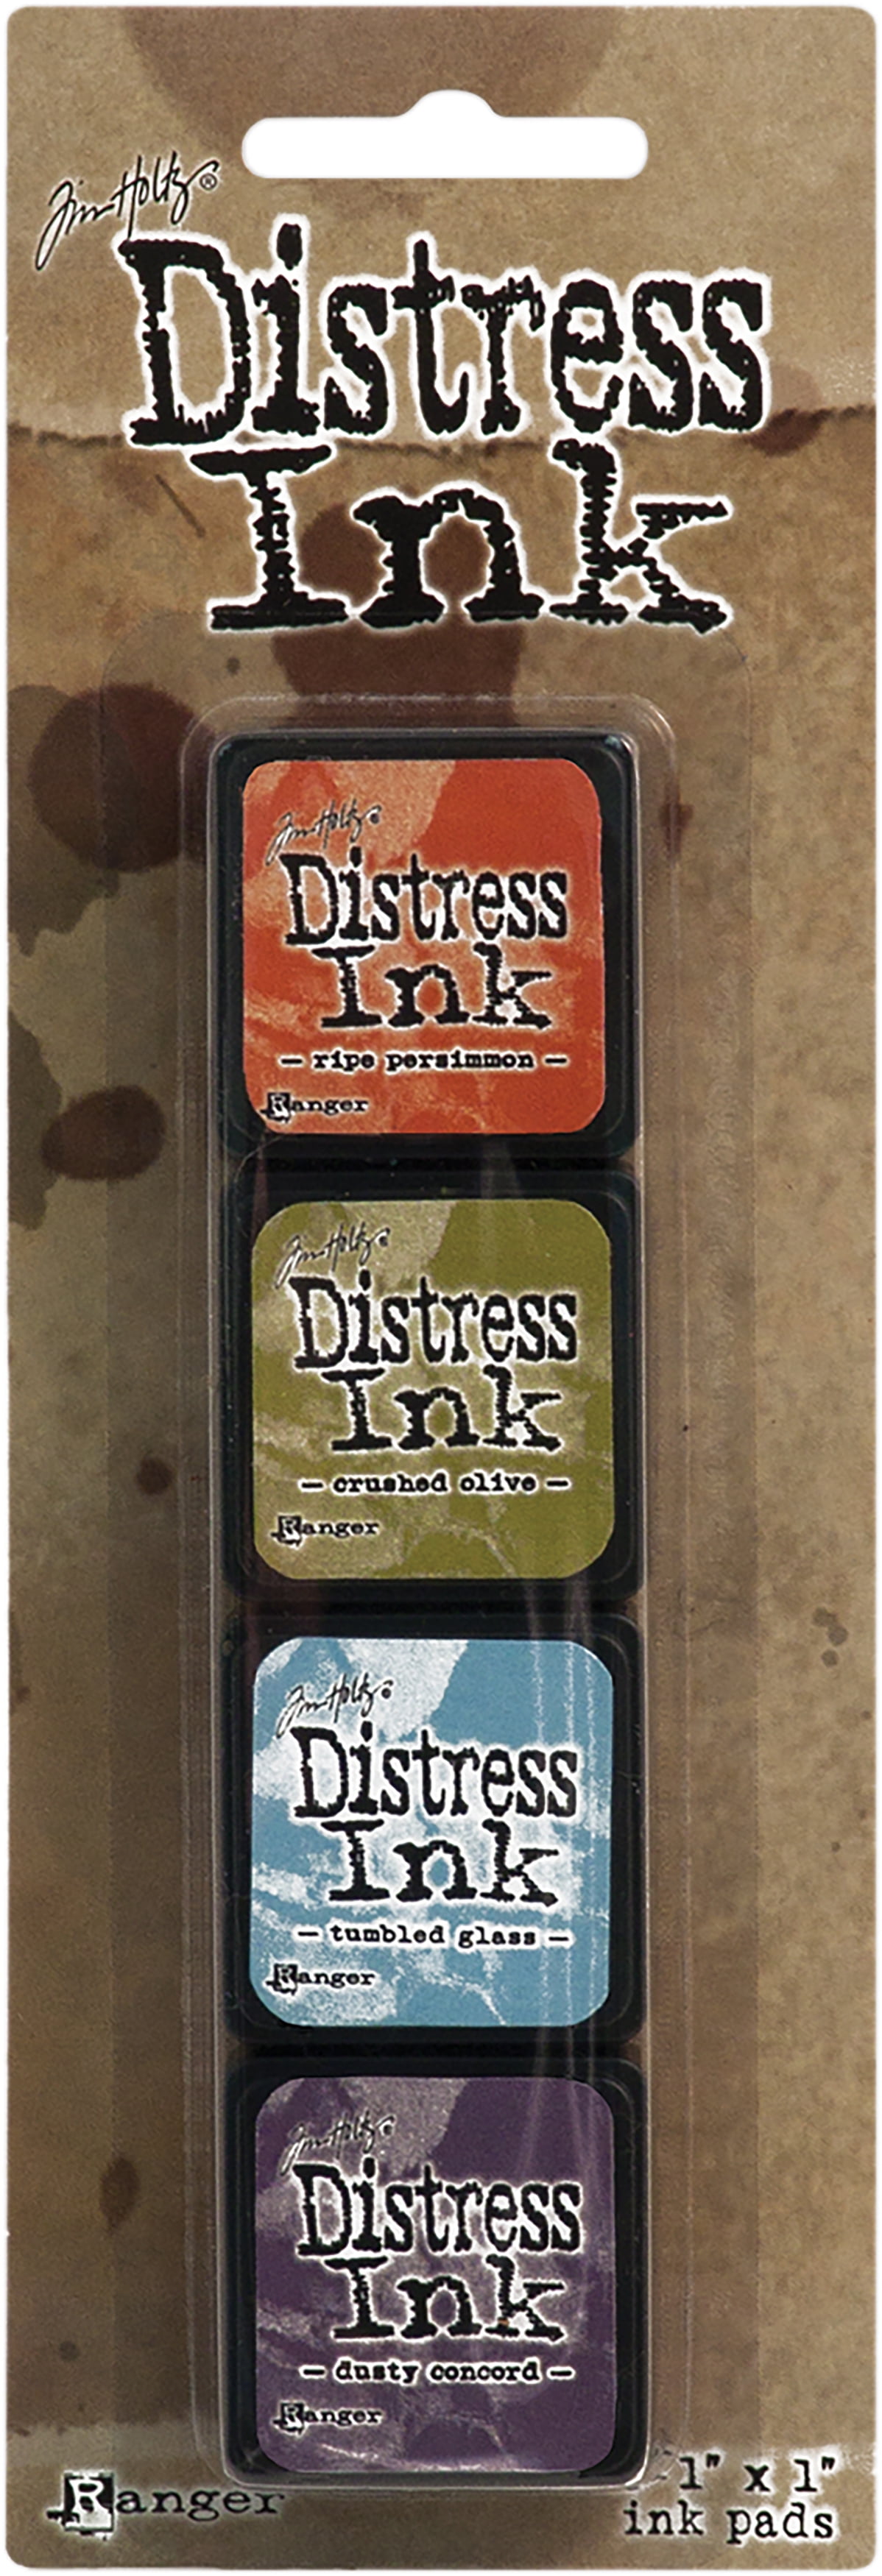 Tim Holtz®
Distress
Ink
Tim Holtz®
Distress
Ink
— ripe persimmon —
Ranger
Tim Holtz®
Distress
Ink
— crushed olive —
Ranger
Tim Holtz®
Distress
Ink
— tumbled glass —
Ranger
Tim Holtz®
Distress
Ink
— dusty concord —
Ranger
Ranger
1" x 1"
ink pads